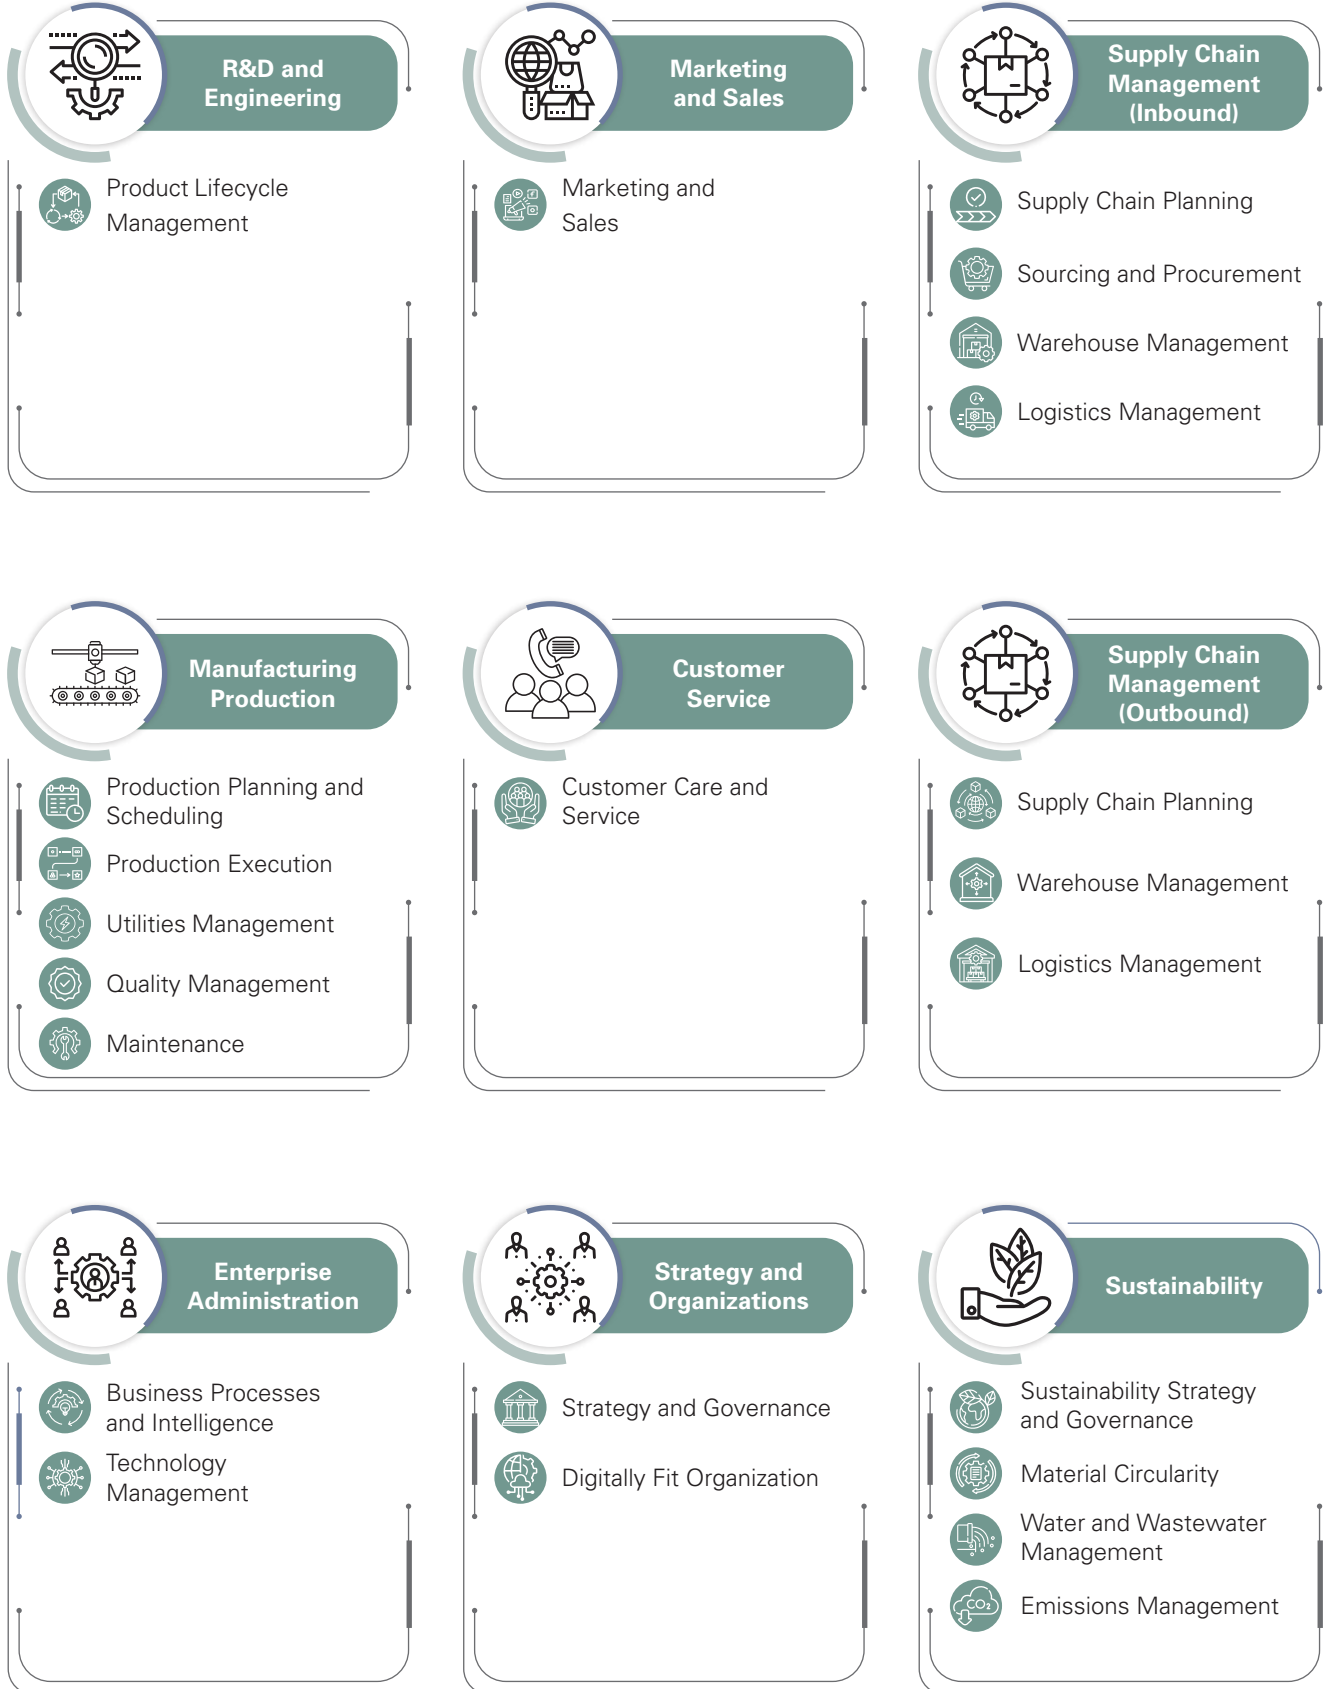 R&D and
Engineering
Product Lifecycle
Management
Marketing
and Sales
Marketing and
Sales
Supply Chain
Management
(Inbound)
Supply Chain Planning
Sourcing and Procurement
Warehouse Management
Logistics Management
Manufacturing
Production
Production Planning and
Scheduling
Production Execution
Utilities Management
Quality Management
Maintenance
Customer
Service
Customer Care and
Service
Supply Chain
Management
(Outbound)
Supply Chain Planning
Warehouse Management
Logistics Management
Enterprise
Administration
Business Processes
and Intelligence
Technology
Management
Strategy and
Organizations
Strategy and Governance
Digitally Fit Organization
Sustainability
Sustainability Strategy
and Governance
Material Circularity
Water and Wastewater
Management
CO2
Emissions Management